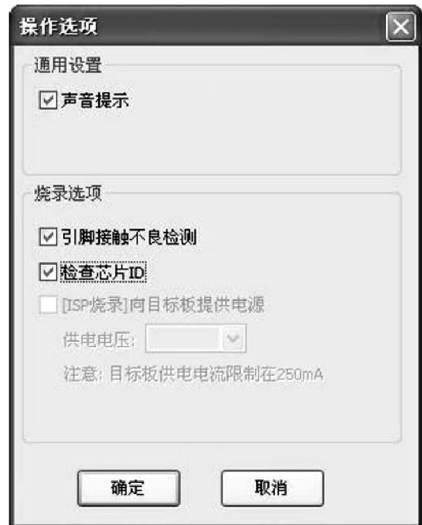 操作选项
通用设置
声音提示
烧录选项
引脚接触不良检测
检查芯片ID
[ISP烧录]向目标板提供电源
供电电压:
注意: 目标板供电电流限制在250mA
确定
取消